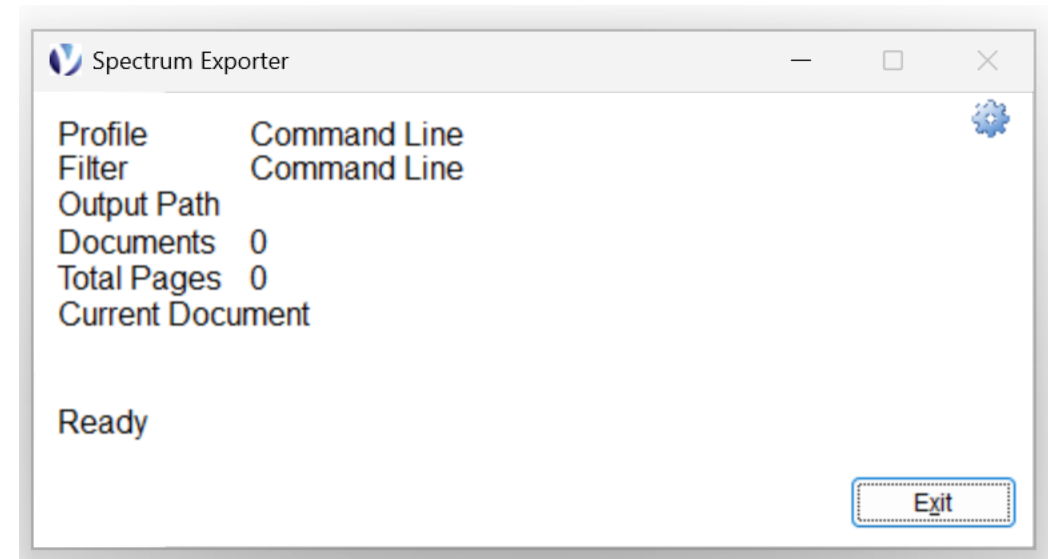 Spectrum Exporter
Profile Command Line
Filter Command Line
Output Path
Documents 0
Total Pages 0
Current Document
Ready
Exit